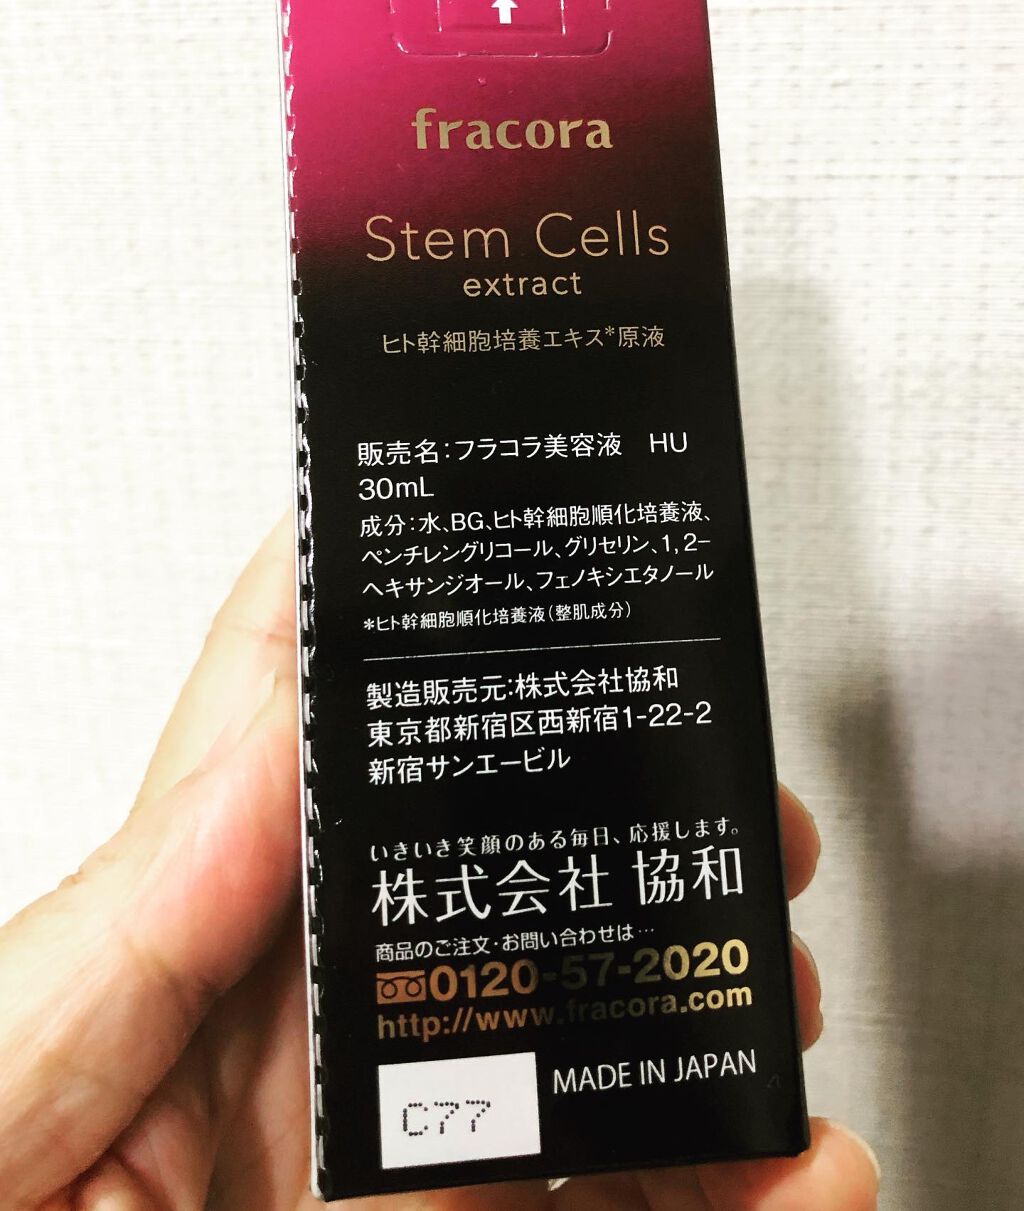 fracora
Stem Cells
extract
ヒト幹細胞培養エキス*原液
販売名:フラコラ美容液 HU
30mL
成分:水、BG、ヒト幹細胞順化培養液、
ペンチレングリコール、グリセリン、1,2-
ヘキサンジオール、フェノキシエタノール
*ヒト幹細胞順化培養液(整肌成分)
製造販売元:株式会社協和
東京都新宿区西新宿1-22-2
新宿サンエービル
いきいき笑顔のある毎日、応援します。
株式会社 協和
商品のご注文・お問い合わせは…
0120-57-2020
http://www.fracora.com
MADE IN JAPAN
C77